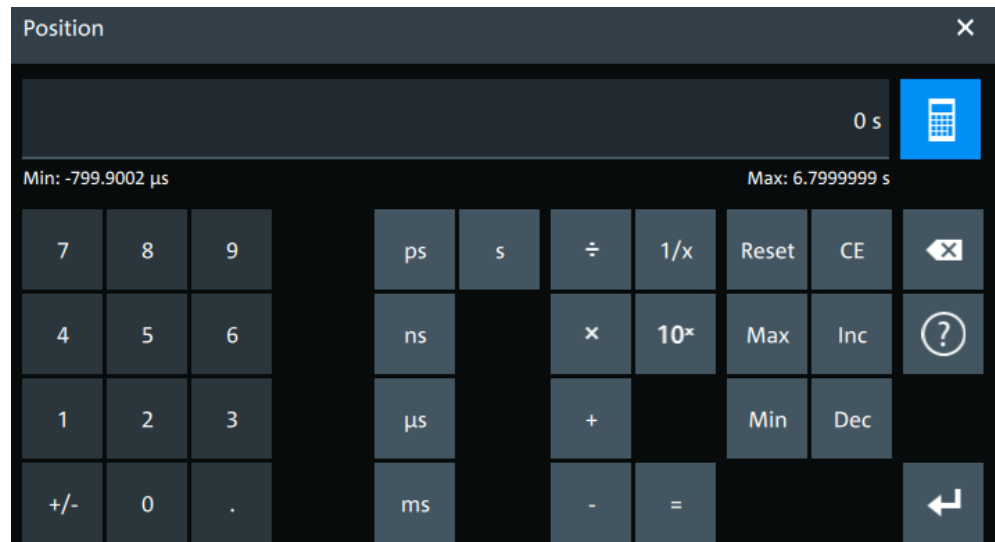 Position ×
0 s
Min: -799.9002 µs Max: 6.7999999 s
7 8 9 ps s ÷ 1/x Reset CE
4 5 6 ns × 10ˣ Max Inc ?
1 2 3 µs + Min Dec
+/- 0 . ms - =